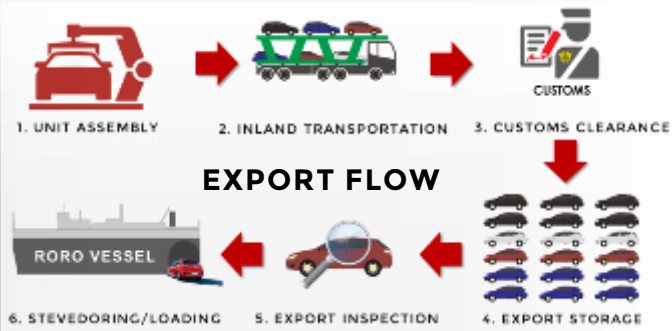 CUSTOMS
1. UNIT ASSEMBLY
2. INLAND TRANSPORTATION
3. CUSTOMS CLEARANCE
EXPORT FLOW
RORO VESSEL
6. STEVEDORING/LOADING
5. EXPORT INSPECTION
4. EXPORT STORAGE